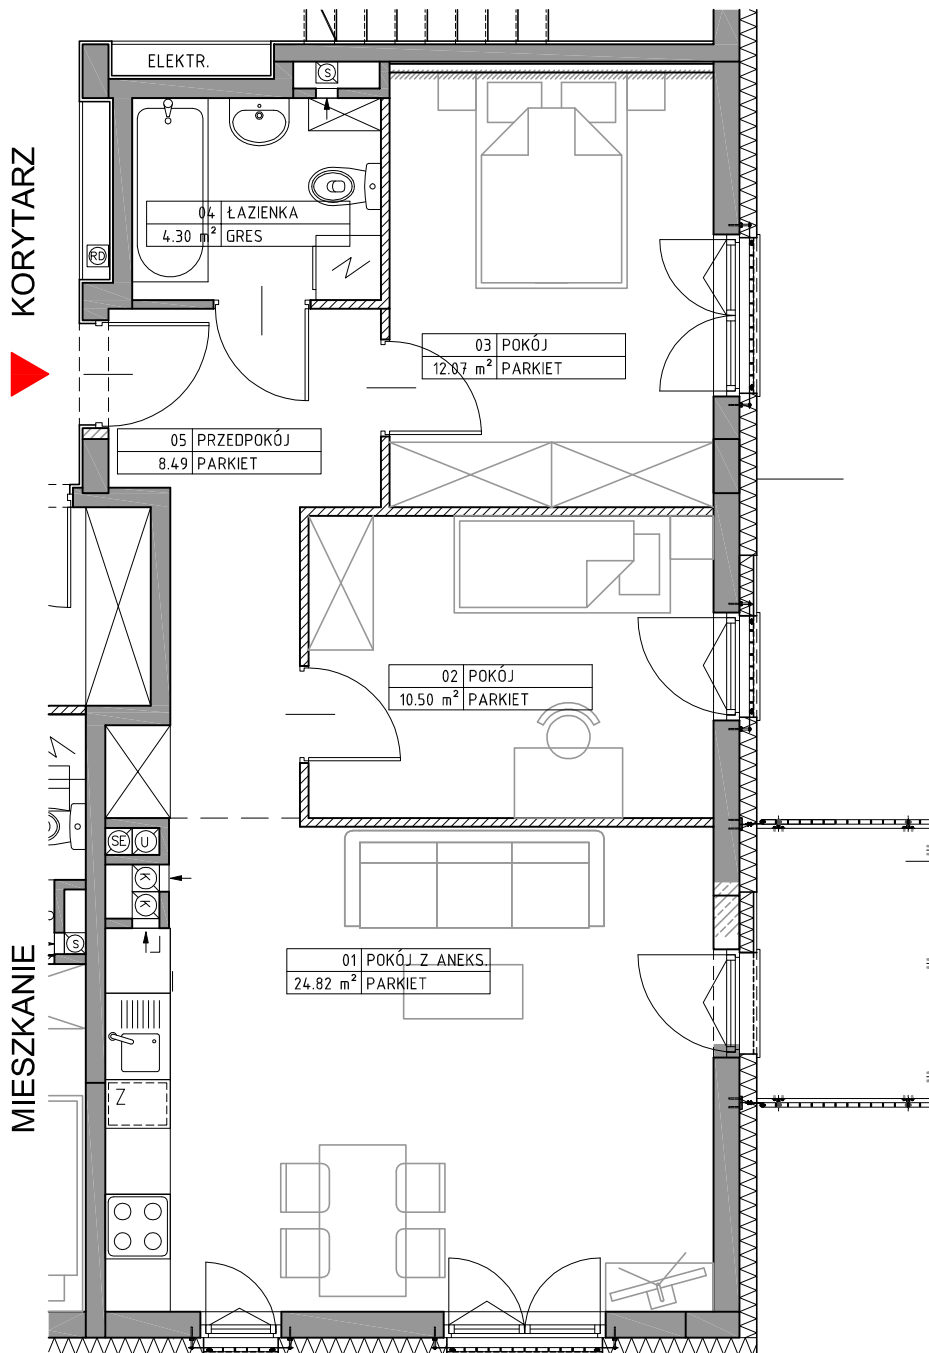 ELEKTR.
S
KORYTARZ
RD
04 ŁAZIENKA
4.30 m² GRES
03 POKÓJ
12.07 m² PARKIET
05 PRZEDPOKÓJ
8.49 PARKIET
02 POKÓJ
10.50 m² PARKIET
SE U
K
K
S
MIESZKANIE
01 POKÓJ Z ANEKS.
24.82 m² PARKIET
Z